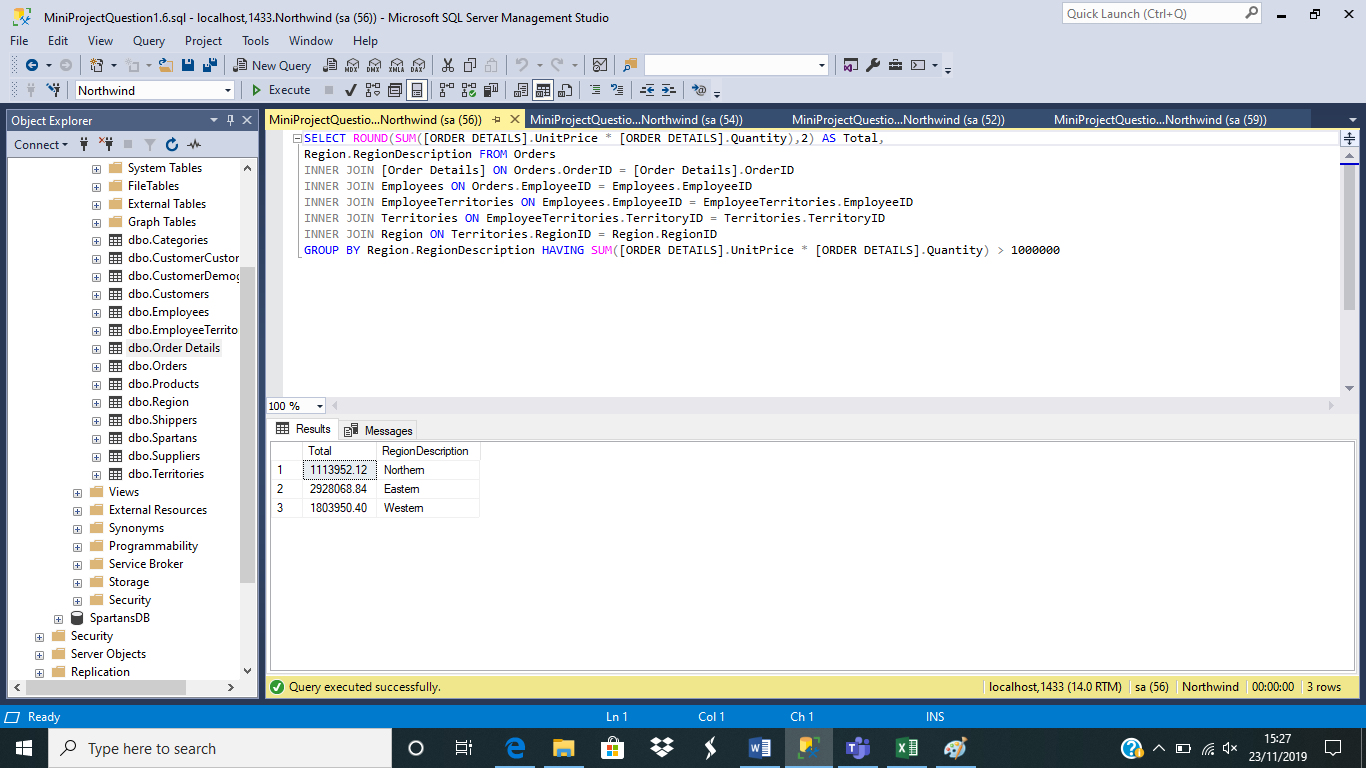 MiniProjectQuestion1.6.sql - localhost,1433.Northwind (sa (56)) - Microsoft SQL Server Management Studio
Quick Launch (Ctrl+Q)
File Edit View Query Project Tools Window Help
New Query MDX DMX XMLA DAX
Northwind Execute
Object Explorer
Connect
System Tables
FileTables
External Tables
Graph Tables
dbo.Categories
dbo.CustomerCustor
dbo.CustomerDemog
dbo.Customers
dbo.Employees
dbo.EmployeeTerrito
dbo.Order Details
dbo.Orders
dbo.Products
dbo.Region
dbo.Shippers
dbo.Spartans
dbo.Suppliers
dbo.Territories
Views
External Resources
Synonyms
Programmability
Service Broker
Storage
Security
SpartansDB
Security
Server Objects
Replication
MiniProjectQuestio...Northwind (sa (56)) MiniProjectQuestio...Northwind (sa (54)) MiniProjectQuestio...Northwind (sa (52)) MiniProjectQuestio...Northwind (sa (59))
SELECT ROUND(SUM([ORDER DETAILS].UnitPrice * [ORDER DETAILS].Quantity),2) AS Total,
Region.RegionDescription FROM Orders
INNER JOIN [Order Details] ON Orders.OrderID = [Order Details].OrderID
INNER JOIN Employees ON Orders.EmployeeID = Employees.EmployeeID
INNER JOIN EmployeeTerritories ON Employees.EmployeeID = EmployeeTerritories.EmployeeID
INNER JOIN Territories ON EmployeeTerritories.TerritoryID = Territories.TerritoryID
INNER JOIN Region ON Territories.RegionID = Region.RegionID
GROUP BY Region.RegionDescription HAVING SUM([ORDER DETAILS].UnitPrice * [ORDER DETAILS].Quantity) > 1000000
100 %
Results Messages
Total RegionDescription
1 1113952.12 Northern
2 2928068.84 Eastern
3 1803950.40 Western
Query executed successfully. localhost,1433 (14.0 RTM) sa (56) Northwind 00:00:00 3 rows
Ready Ln 1 Col 1 Ch 1 INS
Type here to search
15:27
23/11/2019